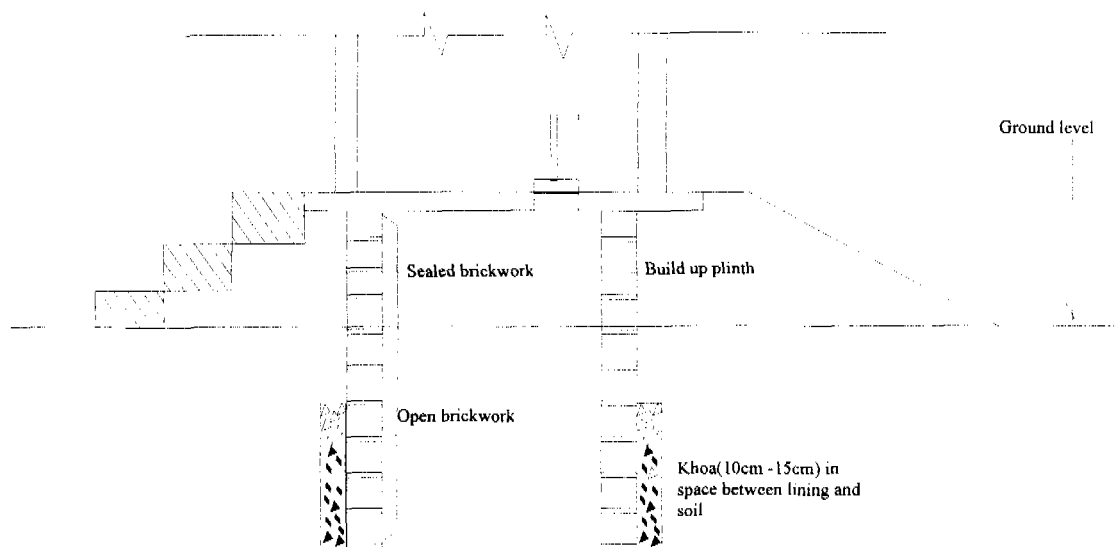 Ground level
Sealed brickwork
Build up plinth
Open brickwork
Khoa(10cm -15cm) in
space between lining and
soil